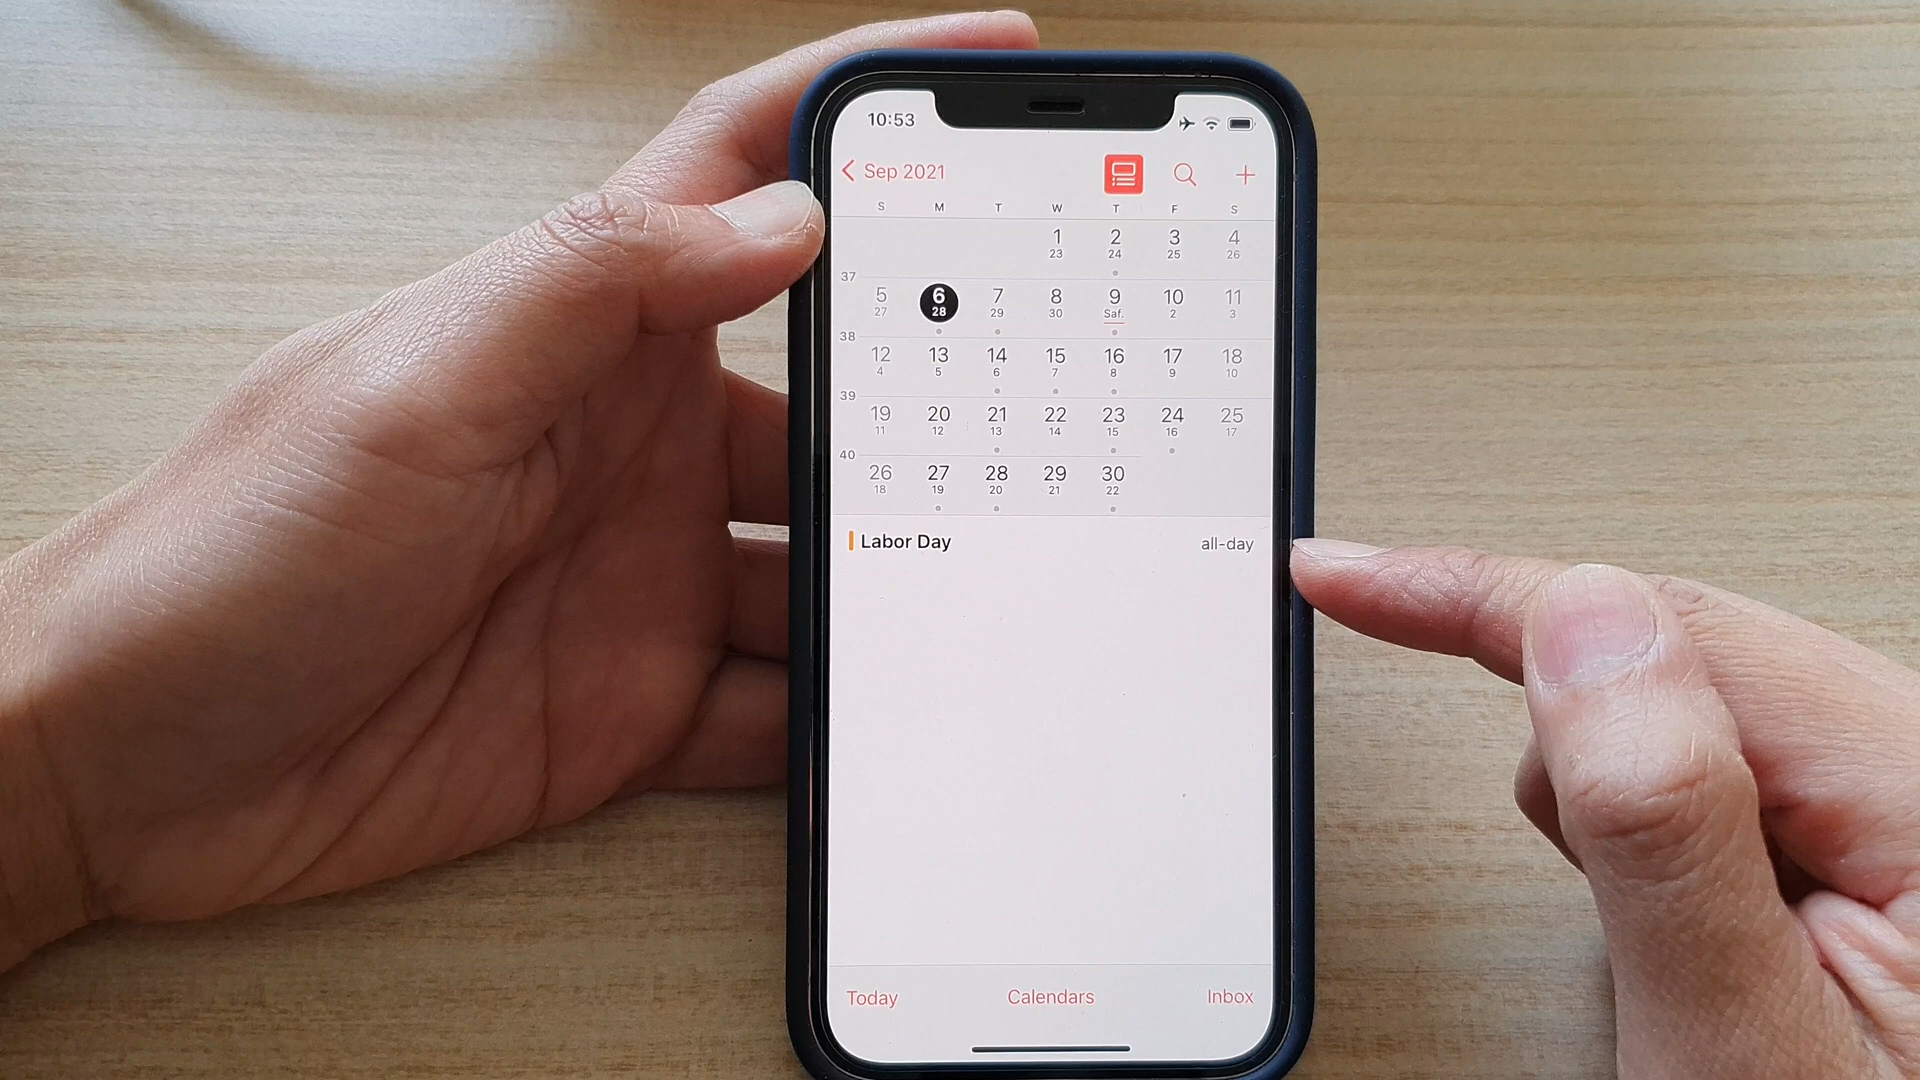 10:53
Sep 2021
S M T W T F S
1 2 3 4
23 24 25 26
37
5 6 7 8 9 10 11
27 28 29 30 Saf. 2 3
38
12 13 14 15 16 17 18
4 5 6 7 8 9 10
39
19 20 21 22 23 24 25
11 12 13 14 15 16 17
40
26 27 28 29 30
18 19 20 21 22
Labor Day all-day
Today Calendars Inbox